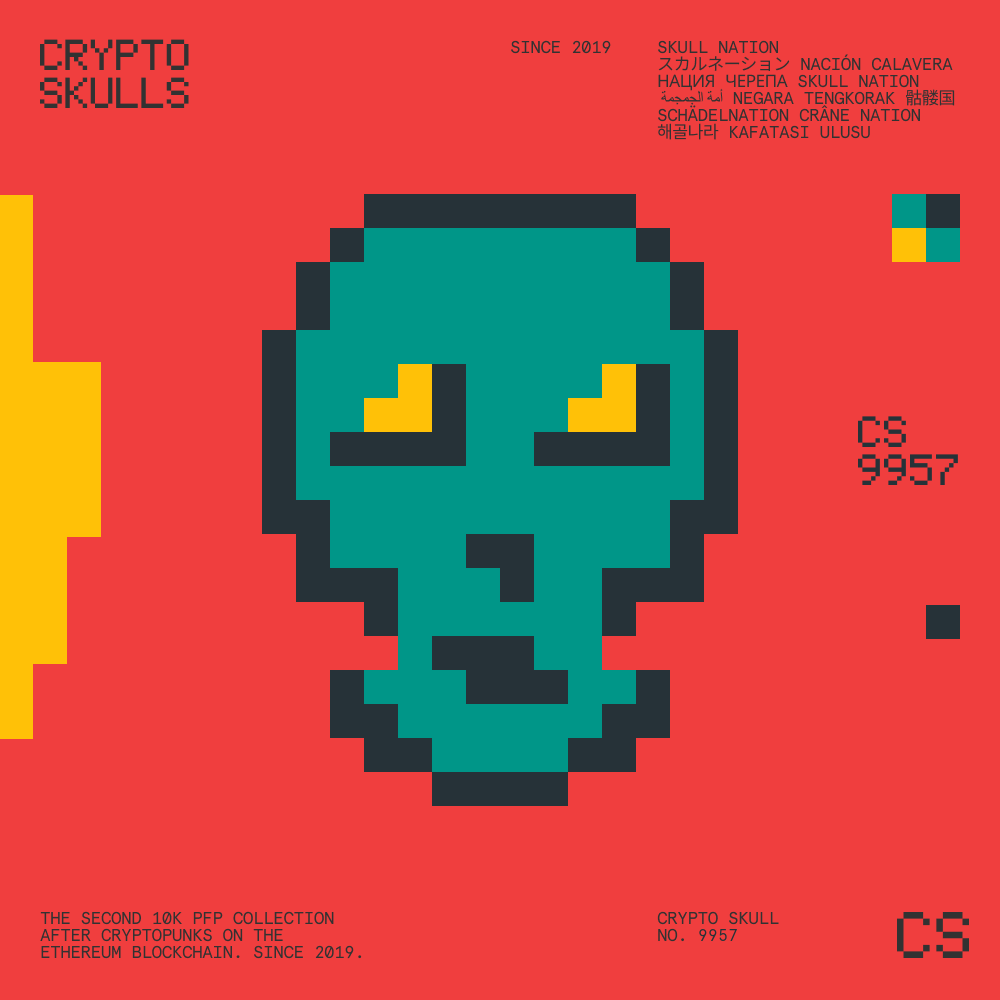 CRYPTO
SKULLS
SINCE 2019
SKULL NATION
スカルネーション NACIÓN CALAVERA
НАЦИЯ ЧЕРЕПА SKULL NATION
أمة الجمجمة NEGARA TENGKORAK 骷髅国
SCHÄDELNATION CRÂNE NATION
해골나라 KAFATASI ULUSU
CS
9957
THE SECOND 10K PFP COLLECTION
AFTER CRYPTOPUNKS ON THE
ETHEREUM BLOCKCHAIN. SINCE 2019.
CRYPTO SKULL
NO. 9957
CS